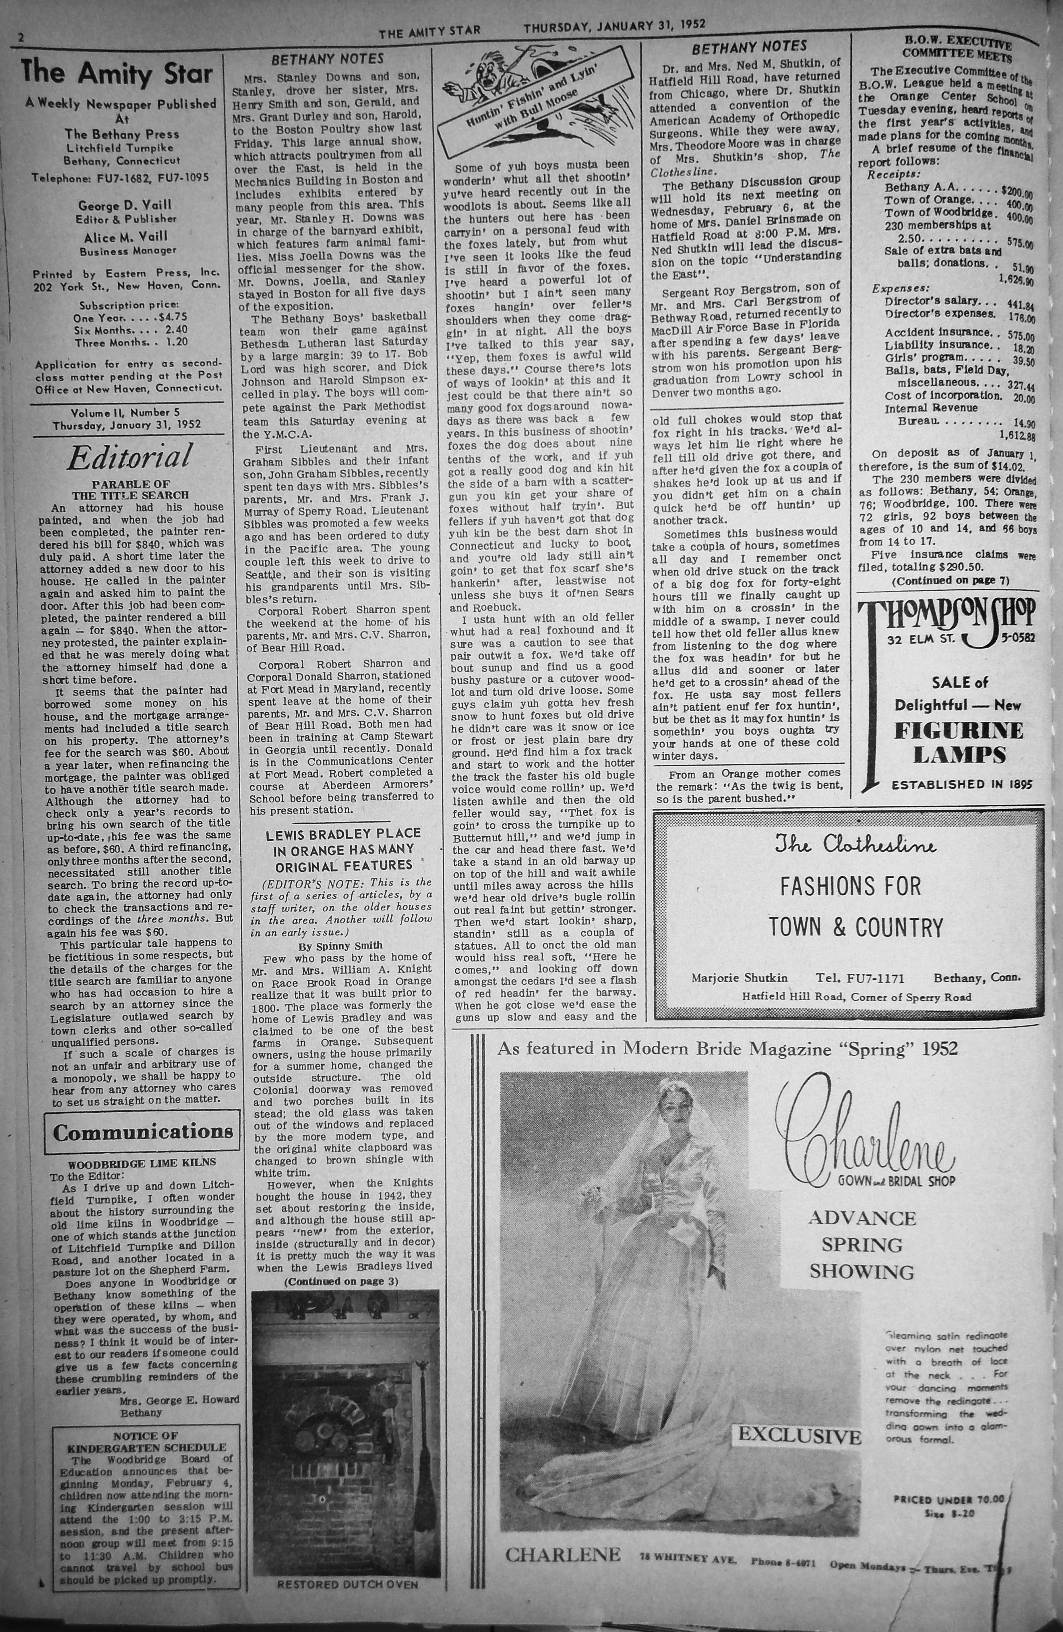 2
THE AMITY STAR
THURSDAY, JANUARY 31, 1952
The Amity Star
A Weekly Newspaper Published
At
The Bethany Press
Litchfield Turnpike
Bethany, Connecticut
Telephone: FU7-1682, FU7-1095
George D. Vaill
Editor & Publisher
Alice M. Vaill
Business Manager
Printed by Eastern Press, Inc.
202 York St., New Haven, Conn.
Subscription price:
One Year. . . . .$4.75
Six Months. . . . 2.40
Three Months. . 1.20
Application for entry as second-
class matter pending at the Post
Office at New Haven, Connecticut.
Volume II, Number 5
Thursday, January 31, 1952
Editorial
PARABLE OF
THE TITLE SEARCH
An attorney had his house
painted, and when the job had
been completed, the painter ren-
dered his bill for $840, which was
duly paid. A short time later the
attorney added a new door to his
house. He called in the painter
again and asked him to paint the
door. After this job had been com-
pleted, the painter rendered a bill
again — for $840. When the attor-
ney protested, the painter explain-
ed that he was merely doing what
the attorney himself had done a
short time before.
It seems that the painter had
borrowed some money on his
house, and the mortgage arrange-
ments had included a title search
on his property. The attorney's
fee for the search was $60. About
a year later, when refinancing the
mortgage, the painter was obliged
to have another title search made.
Although the attorney had to
check only a year's records to
bring his own search of the title
up-to-date, his fee was the same
as before, $60. A third refinancing,
only three months after the second,
necessitated still another title
search. To bring the record up-to-
date again, the attorney had only
to check the transactions and re-
cordings of the three months. But
again his fee was $60.
This particular tale happens to
be fictitious in some respects, but
the details of the charges for the
title search are familiar to anyone
who has had occasion to hire a
search by an attorney since the
Legislature outlawed search by
town clerks and other so-called
unqualified persons.
If such a scale of charges is
not an unfair and arbitrary use of
a monopoly, we shall be happy to
hear from any attorney who cares
to set us straight on the matter.
Communications
WOODBRIDGE LIME KILNS
To the Editor:
As I drive up and down Litch-
field Turnpike, I often wonder
about the history surrounding the
old lime kilns in Woodbridge —
one of which stands at the junction
of Litchfield Turnpike and Dillon
Road, and another located in a
pasture lot on the Shepherd Farm.
Does anyone in Woodbridge or
Bethany know something of the
operation of these kilns — when
they were operated, by whom, and
what was the success of the busi-
ness? I think it would be of inter-
est to our readers if someone could
give us a few facts concerning
these crumbling reminders of the
earlier years.
Mrs. George E. Howard
Bethany
NOTICE OF
KINDERGARTEN SCHEDULE
The Woodbridge Board of
Education announces that be-
ginning Monday, February 4,
children now attending the morn-
ing Kindergarten session will
attend the 1:00 to 3:15 P.M.
session, and the present after-
noon group will meet from 9:15
to 11:30 A.M. Children who
cannot travel by school bus
should be picked up promptly.
BETHANY NOTES
Mrs. Stanley Downs and son,
Stanley, drove her sister, Mrs.
Henry Smith and son, Gerald, and
Mrs. Grant Durley and son, Harold,
to the Boston Poultry show last
Friday. This large annual show,
which attracts poultrymen from all
over the East, is held in the
Mechanics Building in Boston and
includes exhibits entered by
many people from this area. This
year, Mr. Stanley H. Downs was
in charge of the barnyard exhibit,
which features farm animal fami-
lies. Miss Joella Downs was the
official messenger for the show.
Mr. Downs, Joella, and Stanley
stayed in Boston for all five days
of the exposition.
The Bethany Boys' basketball
team won their game against
Bethesda Lutheran last Saturday
by a large margin: 39 to 17. Bob
Lord was high scorer, and Dick
Johnson and Harold Simpson ex-
celled in play. The boys will com-
pete against the Park Methodist
team this Saturday evening at
the Y.M.C.A.
First Lieutenant and Mrs.
Graham Sibbles and their infant
son, John Graham Sibbles, recently
spent ten days with Mrs. Sibbles's
parents, Mr. and Mrs. Frank J.
Murray of Sperry Road. Lieutenant
Sibbles was promoted a few weeks
ago and has been ordered to duty
in the Pacific area. The young
couple left this week to drive to
Seattle, and their son is visiting
his grandparents until Mrs. Sib-
bles's return.
Corporal Robert Sharron spent
the weekend at the home of his
parents, Mr. and Mrs. C.V. Sharron,
of Bear Hill Road.
Corporal Robert Sharron and
Corporal Donald Sharron, stationed
at Fort Mead in Maryland, recently
spent leave at the home of their
parents, Mr. and Mrs. C.V. Sharron
of Bear Hill Road. Both men had
been in training at Camp Stewart
in Georgia until recently. Donald
is in the Communications Center
at Fort Mead. Robert completed a
course at Aberdeen Armorers'
School before being transferred to
his present station.
LEWIS BRADLEY PLACE
IN ORANGE HAS MANY
ORIGINAL FEATURES
(EDITOR'S NOTE: This is the
first of a series of articles, by a
staff writer, on the older houses
in the area. Another will follow
in an early issue.)
By Spinny Smith
Few who pass by the home of
Mr. and Mrs. William A. Knight
on Race Brook Road in Orange
realize that it was built prior to
1800. The place was formerly the
home of Lewis Bradley and was
claimed to be one of the best
farms in Orange. Subsequent
owners, using the house primarily
for a summer home, changed the
outside structure. The old
Colonial doorway was removed
and two porches built in its
stead; the old glass was taken
out of the windows and replaced
by the more modern type, and
the original white clapboard was
changed to brown shingle with
white trim.
However, when the Knights
bought the house in 1942, they
set about restoring the inside,
and although the house still ap-
pears "new" from the exterior,
inside (structurally and in decor)
it is pretty much the way it was
when the Lewis Bradleys lived
(Continued on page 3)
RESTORED DUTCH OVEN
Huntin' Fishin' and Lyin'
with Bull Moose
Some of yuh boys musta been
wonderin' whut all thet shootin'
yu've heard recently out in the
woodlots is about. Seems like all
the hunters out here has been
carryin' on a personal feud with
the foxes lately, but from whut
I've seen it looks like the feud
is still in favor of the foxes.
I've heard a powerful lot of
shootin' but I ain't seen many
foxes hangin' over feller's
shoulders when they come drag-
gin' in at night. All the boys
I've talked to this year say,
"Yep, them foxes is awful wild
these days." Course there's lots
of ways of lookin' at this and it
jest could be that there ain't so
many good fox dogs around nowa-
days as there was back a few
years. In this business of shootin'
foxes the dog does about nine
tenths of the work, and if yuh
got a really good dog and kin hit
the side of a barn with a scatter-
gun you kin get your share of
foxes without half tryin'. But
fellers if yuh haven't got that dog
yuh kin be the best darn shot in
Connecticut and lucky to boot,
and you're old lady still ain't
goin' to get that fox scarf she's
hankerin' after, leastwise not
unless she buys it of'nen Sears
and Roebuck.
I usta hunt with an old feller
whut had a real foxhound and it
sure was a caution to see that
pair outwit a fox. We'd take off
bout sunup and find us a good
bushy pasture or a cutover wood-
lot and turn old drive loose. Some
guys claim yuh gotta hev fresh
snow to hunt foxes but old drive
he didn't care was it snow or ice
or frost or jest plain bare dry
ground. He'd find him a fox track
and start to work and the hotter
the track the faster his old bugle
voice would come rollin' up. We'd
listen awhile and then the old
feller would say, "Thet fox is
goin' to cross the turnpike up to
Butternut hill," and we'd jump in
the car and head there fast. We'd
take a stand in an old barway up
on top of the hill and wait awhile
until miles away across the hills
we'd hear old drive's bugle rollin
out real faint but gettin' stronger.
Then we'd start lookin' sharp,
standin' still as a coupla of
statues. All to onct the old man
would hiss real soft, "Here he
comes," and looking off down
amongst the cedars I'd see a flash
of red headin' fer the barway.
When he got close we'd ease the
guns up slow and easy and the
BETHANY NOTES
Dr. and Mrs. Ned M. Shutkin, of
Hatfield Hill Road, have returned
from Chicago, where Dr. Shutkin
attended a convention of the
American Academy of Orthopedic
Surgeons. While they were away,
Mrs. Theodore Moore was in charge
of Mrs. Shutkin's shop, The
Clothesline.
The Bethany Discussion Group
will hold its next meeting on
Wednesday, February 6, at the
home of Mrs. Daniel Brinsmade on
Hatfield Road at 8:00 P.M. Mrs.
Ned Shutkin will lead the discus-
sion on the topic "Understanding
the East".
Sergeant Roy Bergstrom, son of
Mr. and Mrs. Carl Bergstrom of
Bethway Road, returned recently to
MacDill Air Force Base in Florida
after spending a few days' leave
with his parents. Sergeant Berg-
strom won his promotion upon his
graduation from Lowry school in
Denver two months ago.
old full chokes would stop that
fox right in his tracks. We'd al-
ways let him lie right where he
fell till old drive got there, and
after he'd given the fox a coupla of
shakes he'd look up at us and if
you didn't get him on a chain
quick he'd be off huntin' up
another track.
Sometimes this business would
take a coupla of hours, sometimes
all day and I remember onct
when old drive stuck on the track
of a big dog fox for forty-eight
hours till we finally caught up
with him on a crossin' in the
middle of a swamp. I never could
tell how thet old feller allus knew
from listening to the dog where
the fox was headin' for but he
allus did and sooner or later
he'd get to a crossin' ahead of the
fox. He usta say most fellers
ain't patient enuf fer fox huntin',
but be thet as it may fox huntin' is
somethin' you boys oughta try
your hands at one of these cold
winter days.
From an Orange mother comes
the remark: "As the twig is bent,
so is the parent bushed."
B.O.W. EXECUTIVE
COMMITTEE MEETS
The Executive Committee of the
B.O.W. League held a meeting at
the Orange Center School on
Tuesday evening, heard reports of
the first year's activities, and
made plans for the coming months.
A brief resume of the financial
report follows:
Receipts:
Bethany A.A. . . . . . $200.00
Town of Orange. . . . 400.00
Town of Woodbridge. 400.00
230 memberships at
2.50. . . . . . . . . . 575.00
Sale of extra bats and
balls; donations. . 51.90
1,626.90
Expenses:
Director's salary. . . 441.84
Director's expenses. 176.00
Accident insurance. . 575.00
Liability insurance. . 18.20
Girls' program. . . . . 39.50
Balls, bats, Field Day,
miscellaneous. . . . 327.44
Cost of incorporation. 20.00
Internal Revenue
Bureau. . . . . . . . . 14.90
1,612.88
On deposit as of January 1,
therefore, is the sum of $14.02.
The 230 members were divided
as follows: Bethany, 54; Orange,
76; Woodbridge, 100. There were
72 girls, 92 boys between the
ages of 10 and 14, and 66 boys
from 14 to 17.
Five insurance claims were
filed, totaling $290.50.
(Continued on page 7)
THOMPSON SHOP
32 ELM ST. 5-0582
SALE of
Delightful — New
FIGURINE
LAMPS
ESTABLISHED IN 1895
The Clothesline
FASHIONS FOR
TOWN & COUNTRY
Marjorie Shutkin Tel. FU7-1171 Bethany, Conn.
Hatfield Hill Road, Corner of Sperry Road
As featured in Modern Bride Magazine "Spring" 1952
Charlene
GOWN and BRIDAL SHOP
ADVANCE
SPRING
SHOWING
Gleaming satin redingote
over nylon net touched
with a breath of lace
at the neck . . . For
your dancing moments
remove the redingote...
transforming the wed-
ding gown into a glam-
orous formal.
EXCLUSIVE
PRICED UNDER 70.00
Size 8-20
CHARLENE 78 WHITNEY AVE. Phone 8-4071 Open Mondays — Thurs. Eve.